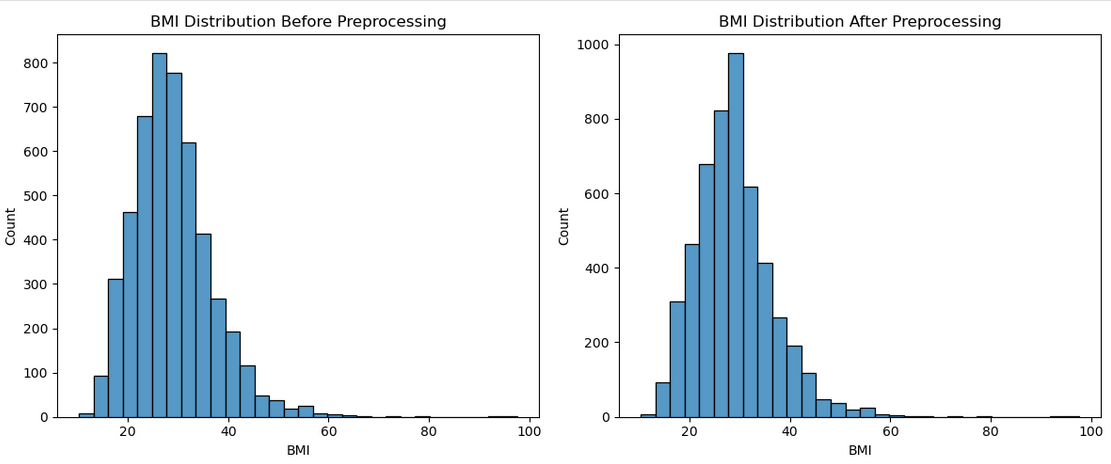 BMI Distribution Before Preprocessing
800
700
600
500
400
300
200
100
0
Count
20 40 60 80 100
BMI
BMI Distribution After Preprocessing
1000
800
600
400
200
0
Count
20 40 60 80 100
BMI